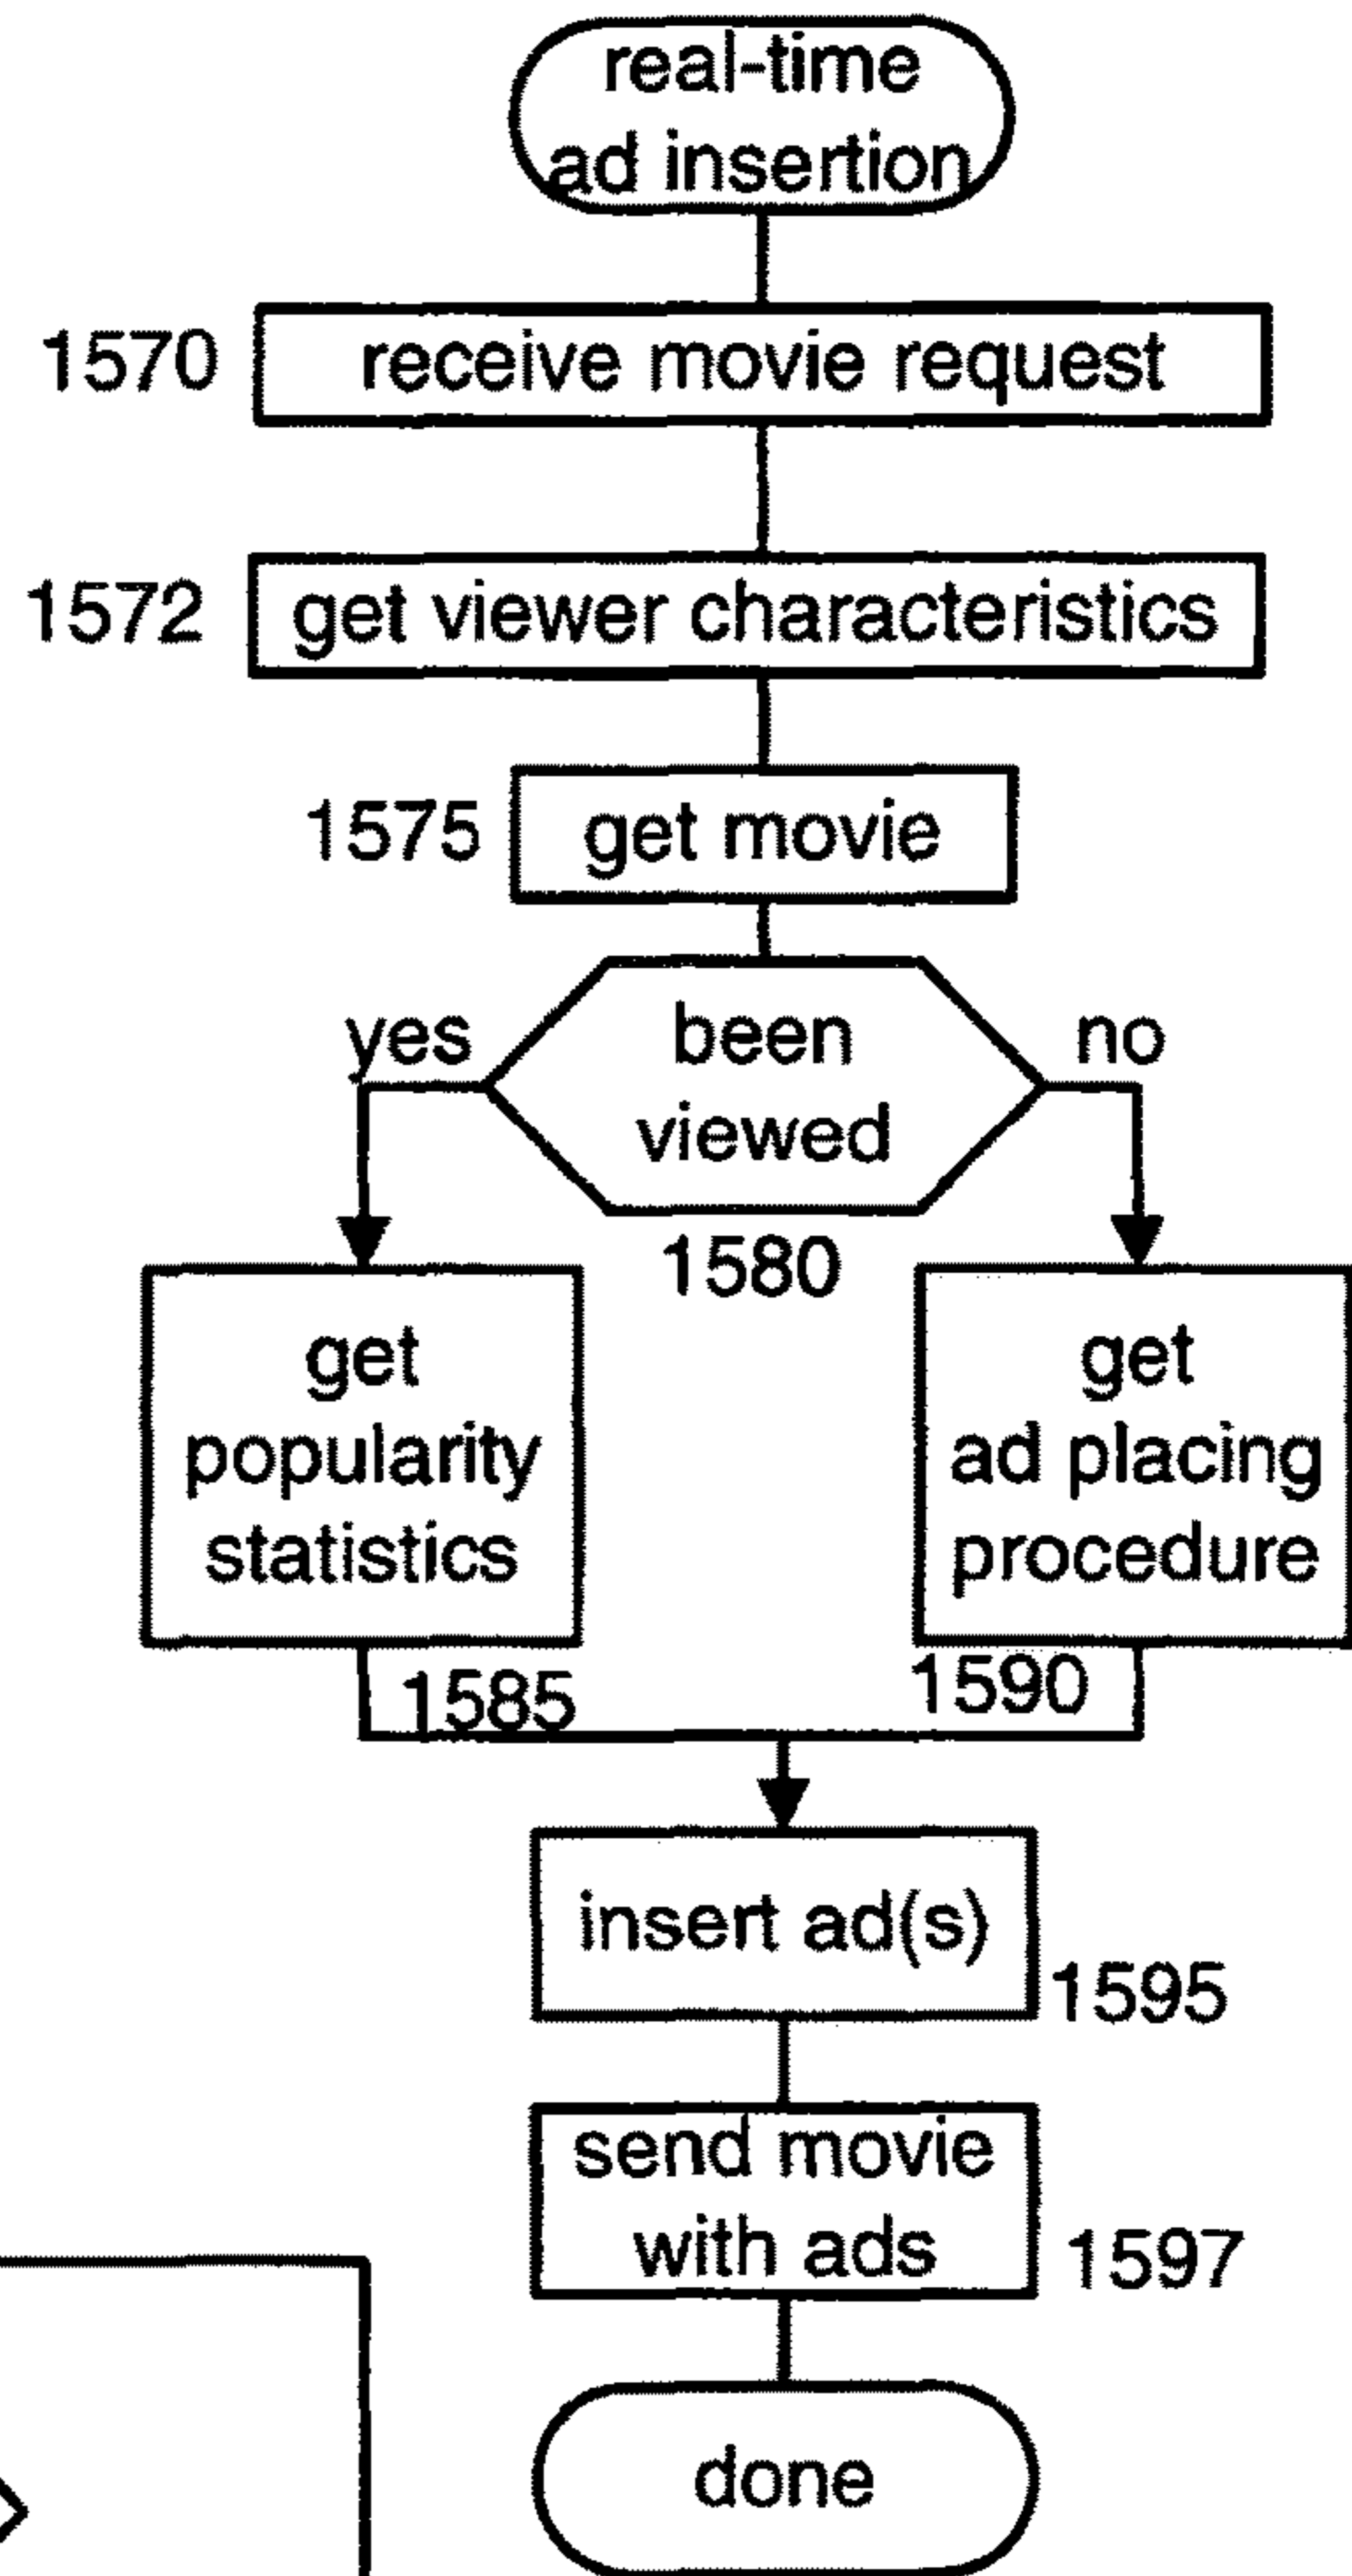 real-time
ad insertion
1570
receive movie request
1572
get viewer characteristics
1575
get movie
yes
been
viewed
no
1580
get
popularity
statistics
1585
get
ad placing
procedure
1590
insert ad(s)
1595
send movie
with ads
1597
done